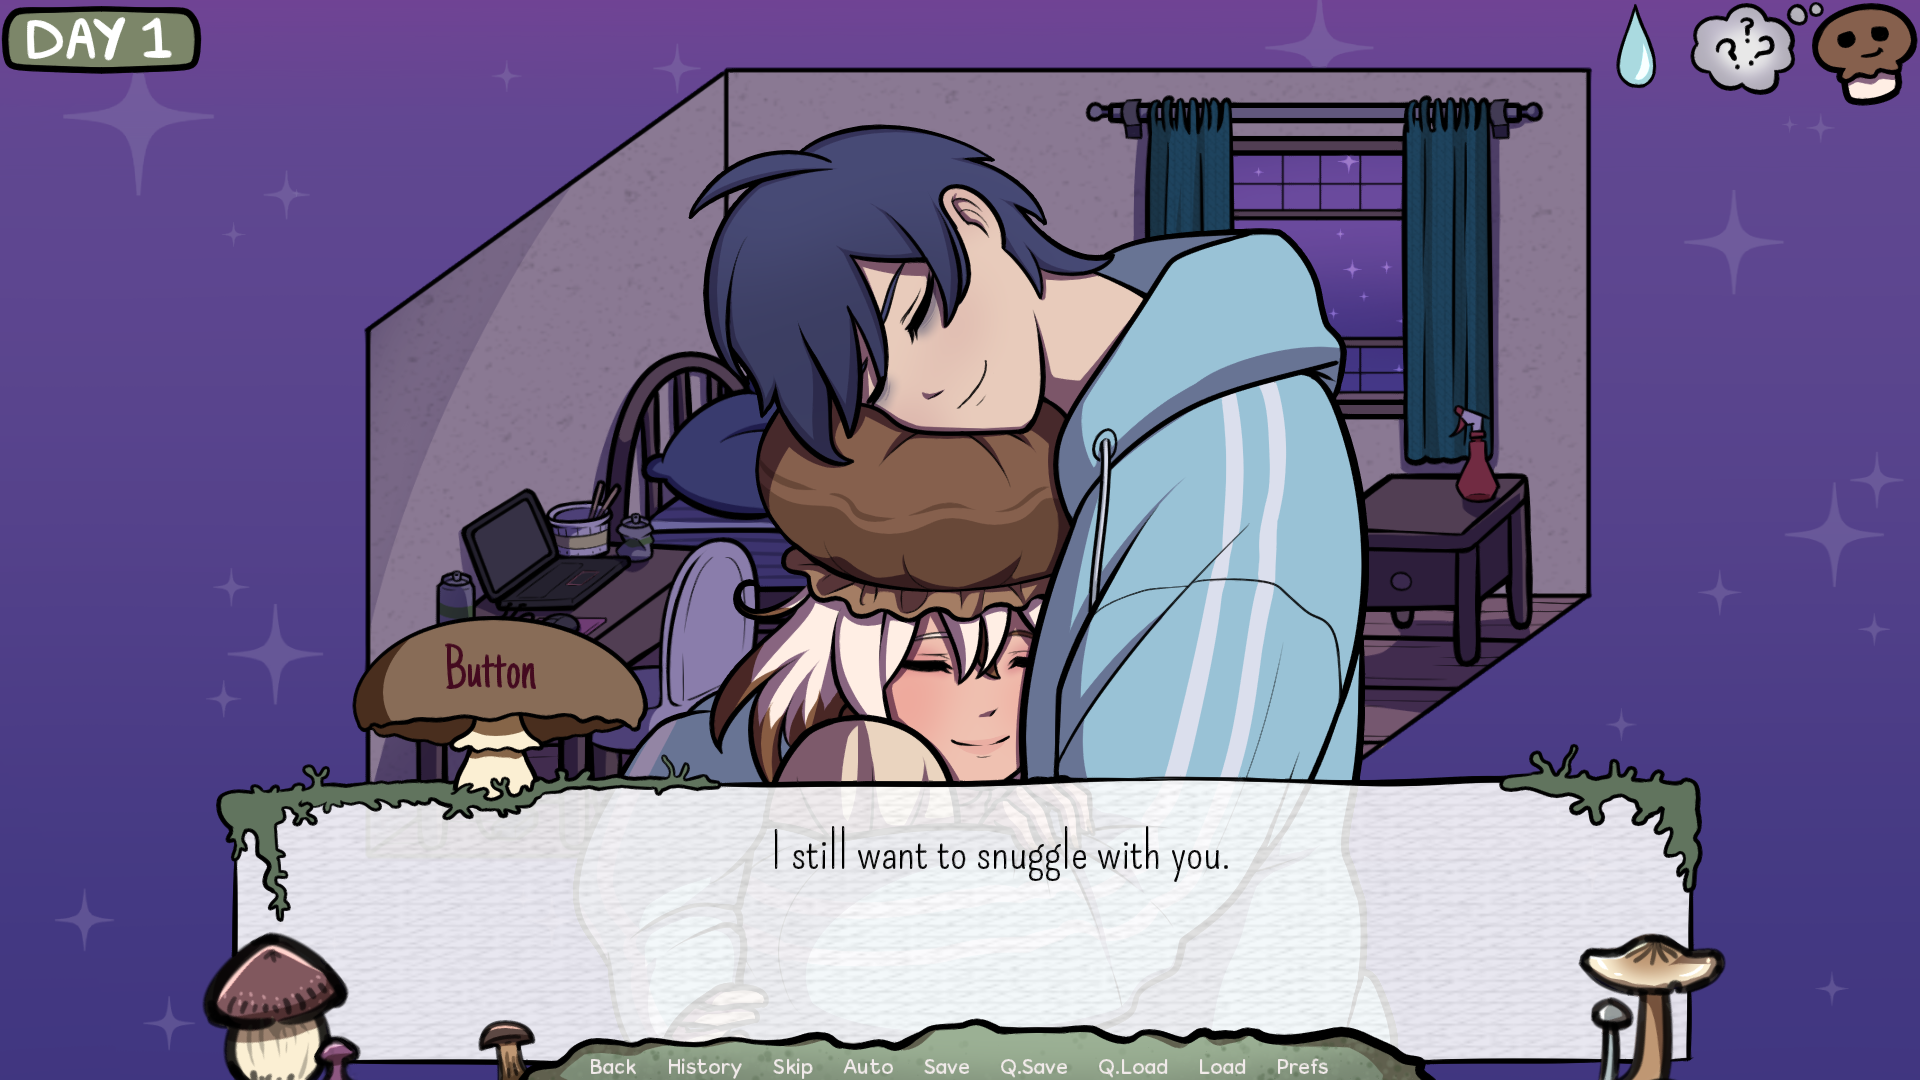 DAY 1
? ? ?
Button
I still want to snuggle with you.
Back History Skip Auto Save Q.Save Q.Load Load Prefs